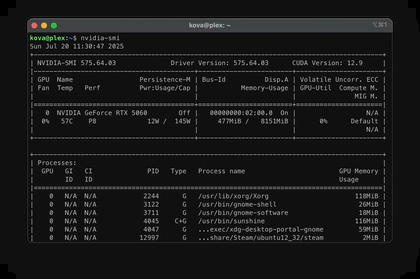 kova@plex: ~
⌥⌘1
kova@plex:~$ nvidia-smi
Sun Jul 20 11:30:47 2025
+-----------------------------------------------------------------------------------------+
| NVIDIA-SMI 575.64.03              Driver Version: 575.64.03      CUDA Version: 12.9     |
|-----------------------------------------+------------------------+----------------------+
| GPU  Name                 Persistence-M | Bus-Id          Disp.A | Volatile Uncorr. ECC |
| Fan  Temp   Perf          Pwr:Usage/Cap |           Memory-Usage | GPU-Util  Compute M. |
|                                         |                        |               MIG M. |
|=========================================+========================+======================|
|   0  NVIDIA GeForce RTX 5060            |   00000000:02:00.0  On |                  N/A |
|  0%   57C    P8             12W /  145W |     477MiB /   8151MiB |      0%      Default |
|                                         |                        |                  N/A |
+-----------------------------------------+------------------------+----------------------+
+-----------------------------------------------------------------------------------------+
| Processes:                                                                              |
|  GPU   GI   CI              PID   Type   Process name                        GPU Memory |
|        ID   ID                                                               Usage      |
|=========================================================================================|
|    0   N/A  N/A            2244      G   /usr/lib/xorg/Xorg                      118MiB |
|    0   N/A  N/A            3122      G   /usr/bin/gnome-shell                     26MiB |
|    0   N/A  N/A            3711      G   /usr/bin/gnome-software                  18MiB |
|    0   N/A  N/A            4045    C+G   /usr/bin/sunshine                       116MiB |
|    0   N/A  N/A            4047      G   ...exec/xdg-desktop-portal-gnome         59MiB |
|    0   N/A  N/A           12997      G   ...share/Steam/ubuntu12_32/steam          2MiB |